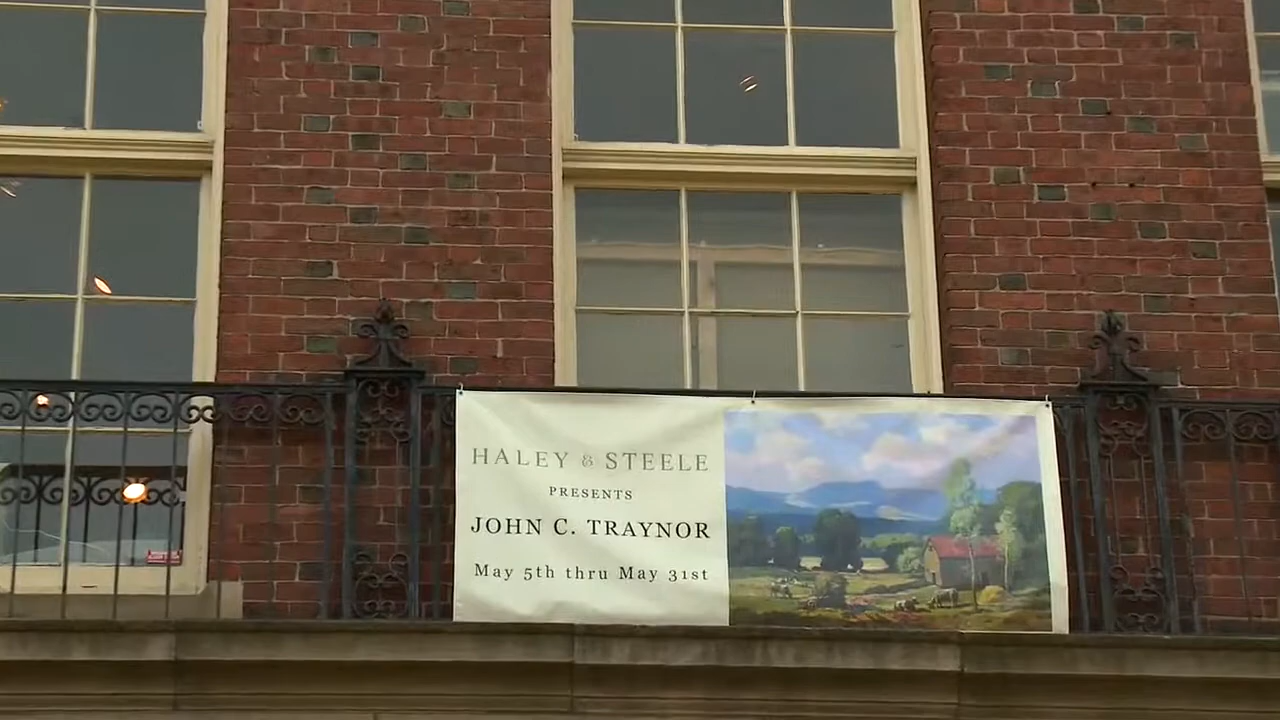 HALEY & STEELE
PRESENTS
JOHN C. TRAYNOR
May 5th thru May 31st